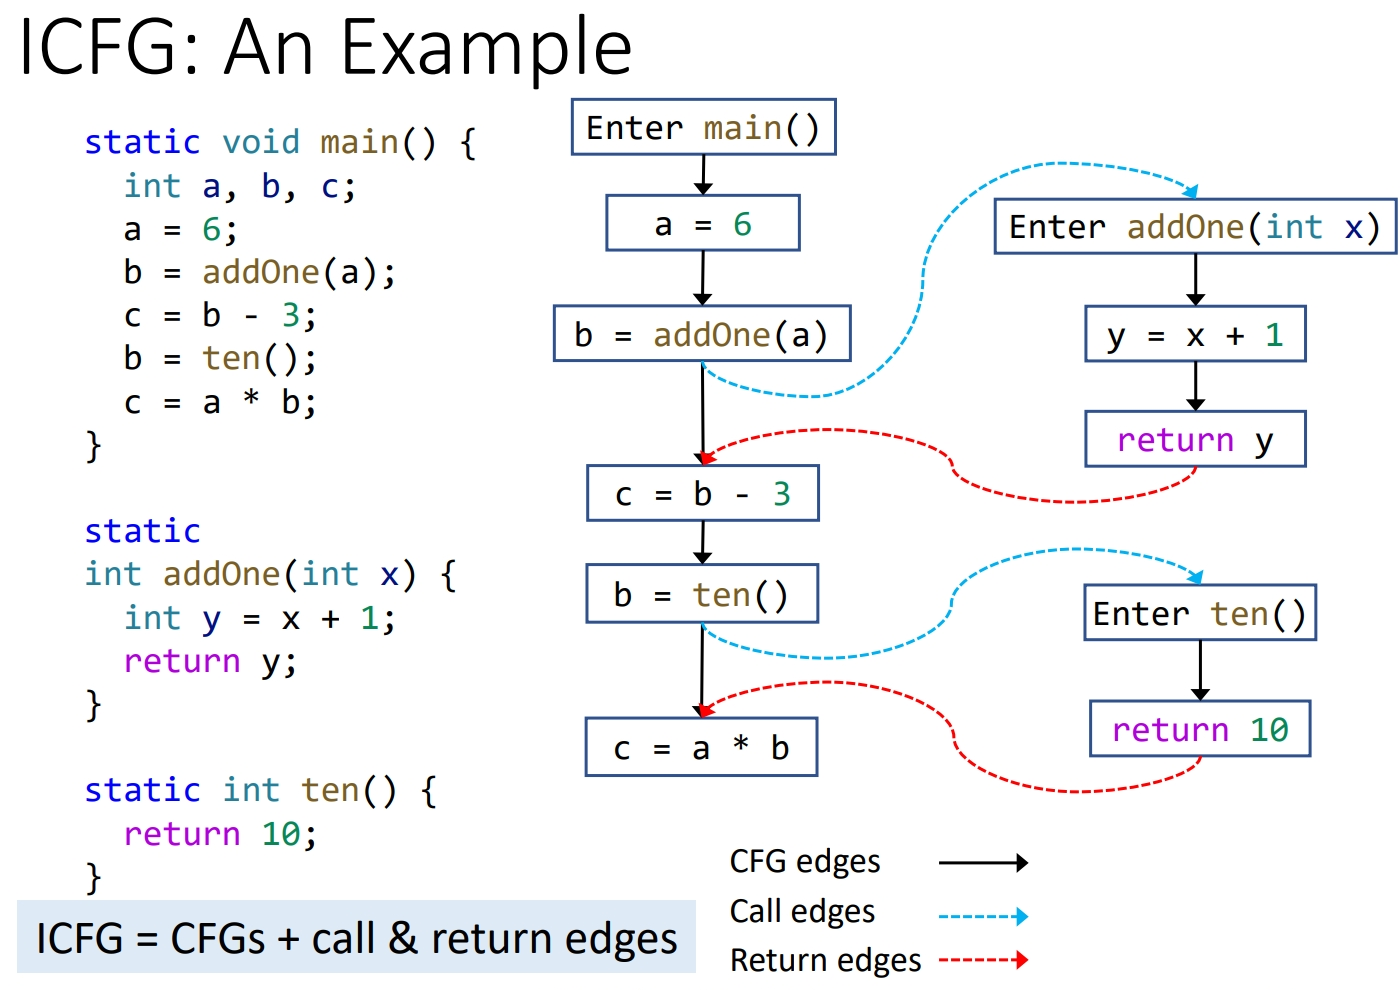 ICFG: An Example
static void main() {
int a, b, c;
a = 6;
b = addOne(a);
c = b - 3;
b = ten();
c = a * b;
}
static
int addOne(int x) {
int y = x + 1;
return y;
}
static int ten() {
return 10;
}
ICFG = CFGs + call & return edges
Enter main()
a = 6
b = addOne(a)
c = b - 3
b = ten()
c = a * b
Enter addOne(int x)
y = x + 1
return y
Enter ten()
return 10
CFG edges
Call edges
Return edges